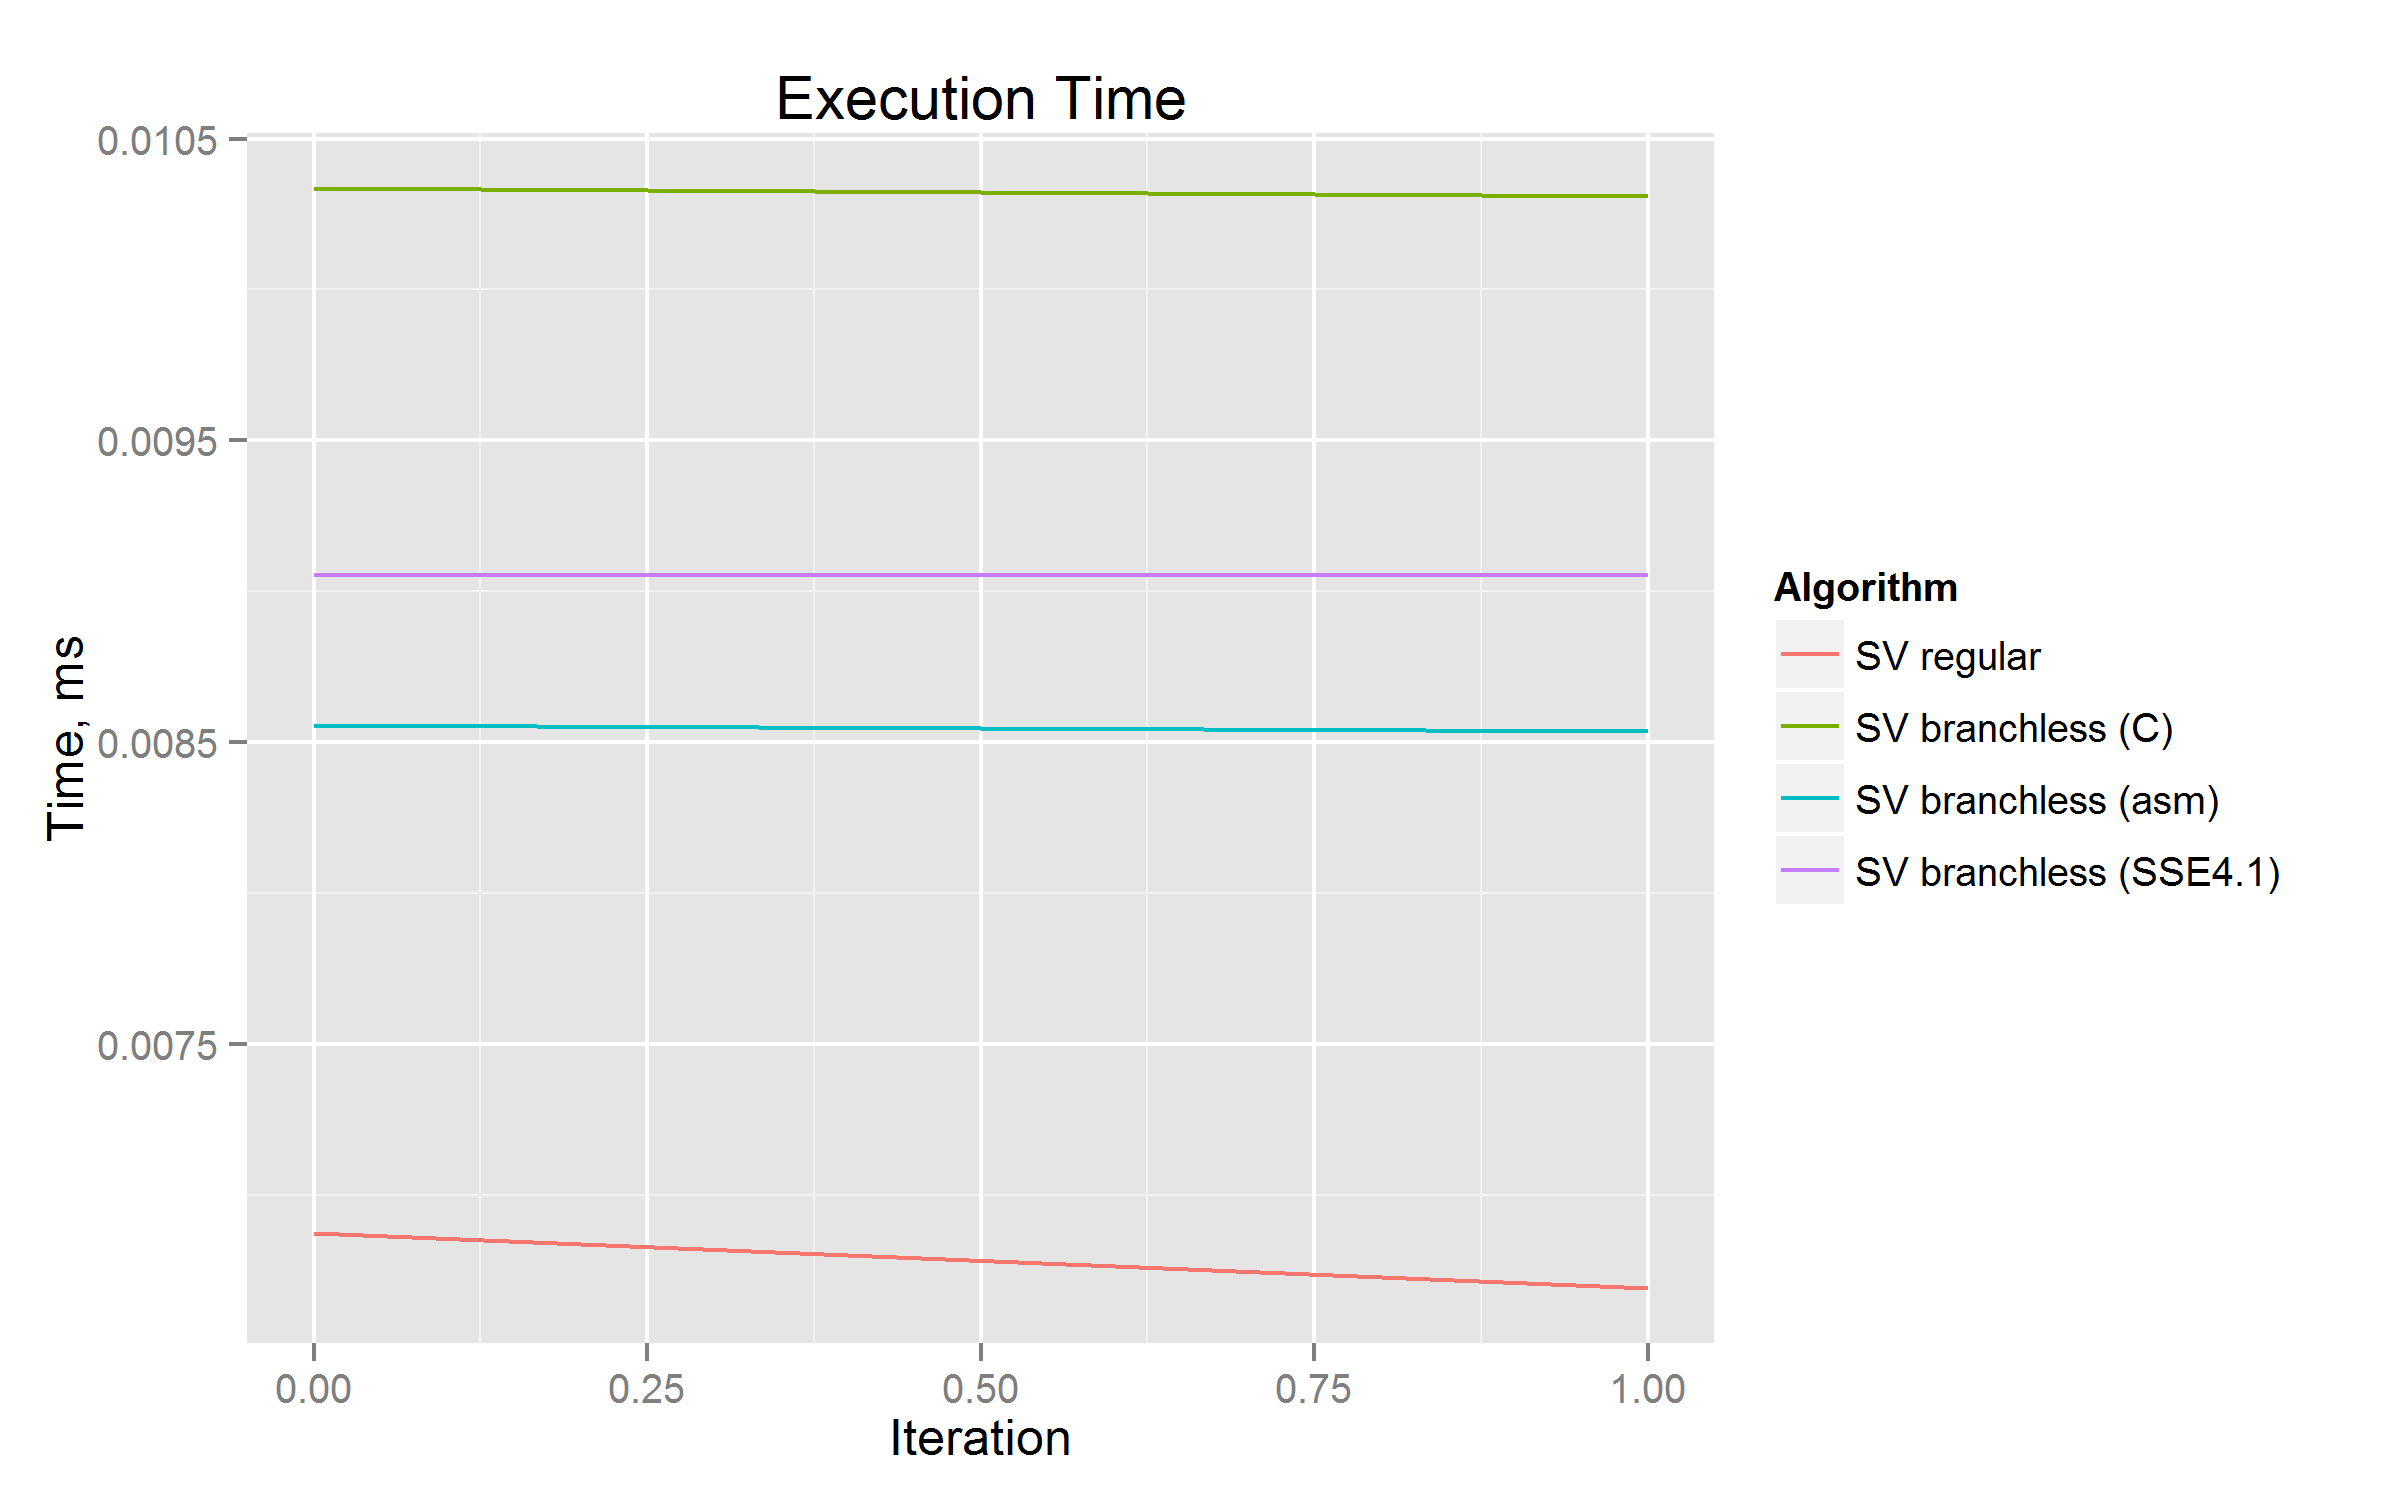 Execution Time
0.0105
0.0095
0.0085
0.0075
Time, ms
0.00 0.25 0.50 0.75 1.00
Iteration
Algorithm
SV regular
SV branchless (C)
SV branchless (asm)
SV branchless (SSE4.1)